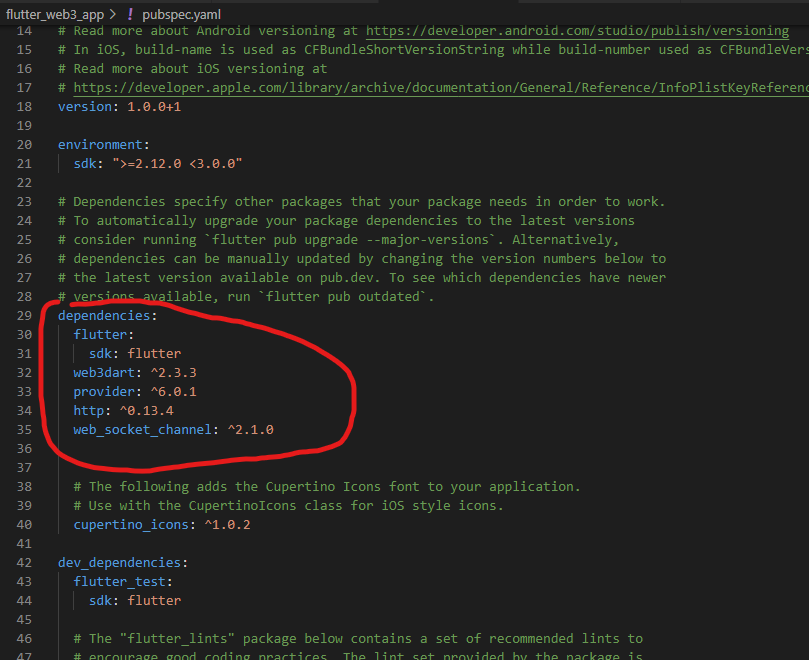 flutter_web3_app > ! pubspec.yaml
14 # Read more about Android versioning at https://developer.android.com/studio/publish/versioning
15 # In iOS, build-name is used as CFBundleShortVersionString while build-number used as CFBundleVers
16 # Read more about iOS versioning at
17 # https://developer.apple.com/library/archive/documentation/General/Reference/InfoPlistKeyReferenc
18 version: 1.0.0+1
19
20 environment:
21 sdk: ">=2.12.0 <3.0.0"
22
23 # Dependencies specify other packages that your package needs in order to work.
24 # To automatically upgrade your package dependencies to the latest versions
25 # consider running `flutter pub upgrade --major-versions`. Alternatively,
26 # dependencies can be manually updated by changing the version numbers below to
27 # the latest version available on pub.dev. To see which dependencies have newer
28 # versions available, run `flutter pub outdated`.
29 dependencies:
30 flutter:
31 sdk: flutter
32 web3dart: ^2.3.3
33 provider: ^6.0.1
34 http: ^0.13.4
35 web_socket_channel: ^2.1.0
36
37
38 # The following adds the Cupertino Icons font to your application.
39 # Use with the CupertinoIcons class for iOS style icons.
40 cupertino_icons: ^1.0.2
41
42 dev_dependencies:
43 flutter_test:
44 sdk: flutter
45
46 # The "flutter_lints" package below contains a set of recommended lints to
47 # encourage good coding practices. The lint set provided by the package is